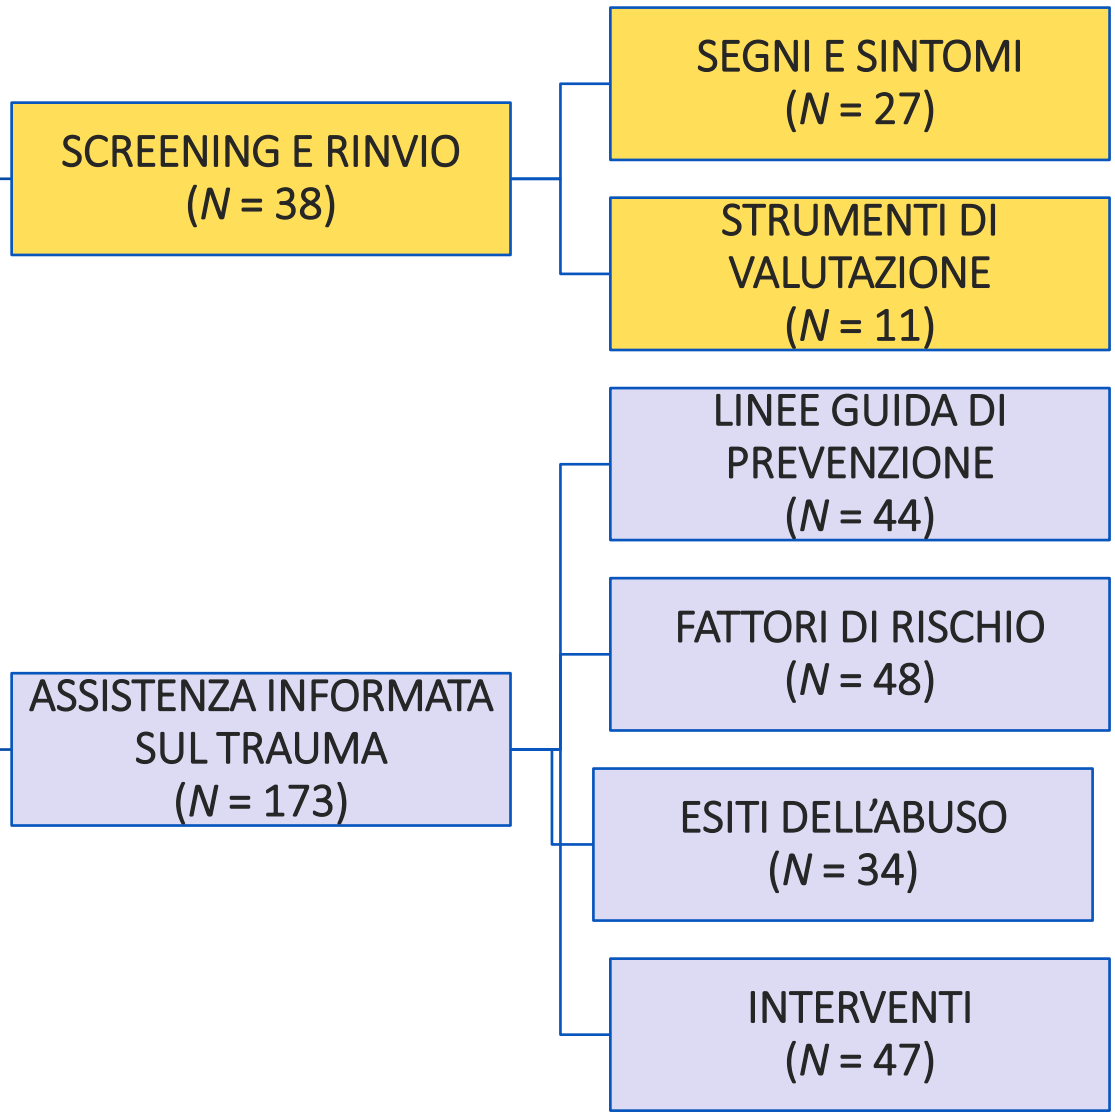 SCREENING E RINVIO
(N = 38)
SEGNI E SINTOMI
(N = 27)
STRUMENTI DI
VALUTAZIONE
(N = 11)
ASSISTENZA INFORMATA
SUL TRAUMA
(N = 173)
LINEE GUIDA DI
PREVENZIONE
(N = 44)
FATTORI DI RISCHIO
(N = 48)
ESITI DELL’ABUSO
(N = 34)
INTERVENTI
(N = 47)